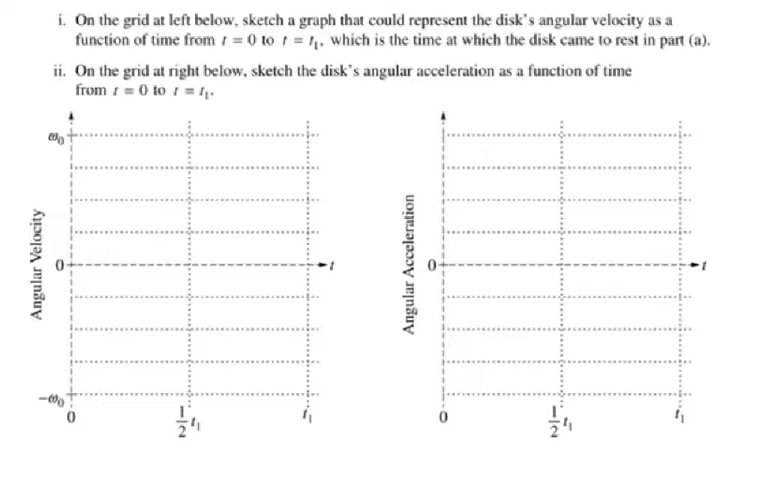 i. On the grid at left below, sketch a graph that could represent the disk's angular velocity as a
function of time from t = 0 to t = t₁, which is the time at which the disk came to rest in part (a).
ii. On the grid at right below, sketch the disk's angular acceleration as a function of time
from t = 0 to t = t₁.
ω₀
Angular Velocity
0
t
−ω₀
0
1/2 t₁
t₁
Angular Acceleration
0
t
0
1/2 t₁
t₁